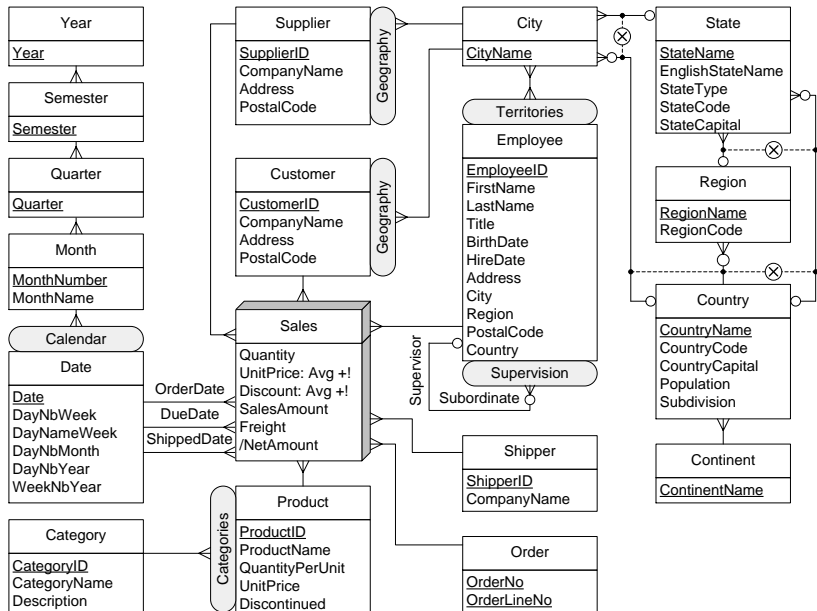 Year
Year
Semester
Semester
Quarter
Quarter
Month
MonthNumber
MonthName
Calendar
Date
Date
DayNbWeek
DayNameWeek
DayNbMonth
DayNbYear
WeekNbYear
Category
CategoryID
CategoryName
Description
OrderDate
DueDate
ShippedDate
Supplier
SupplierID
CompanyName
Address
PostalCode
Geography
Customer
CustomerID
CompanyName
Address
PostalCode
Geography
Sales
Quantity
UnitPrice: Avg +!
Discount: Avg +!
SalesAmount
Freight
/NetAmount
Categories
Product
ProductID
ProductName
QuantityPerUnit
UnitPrice
Discontinued
City
CityName
Territories
Employee
EmployeeID
FirstName
LastName
Title
BirthDate
HireDate
Address
City
Region
PostalCode
Country
Supervision
Supervisor
Subordinate
Shipper
ShipperID
CompanyName
Order
OrderNo
OrderLineNo
State
StateName
EnglishStateName
StateType
StateCode
StateCapital
Region
RegionName
RegionCode
Country
CountryName
CountryCode
CountryCapital
Population
Subdivision
Continent
ContinentName